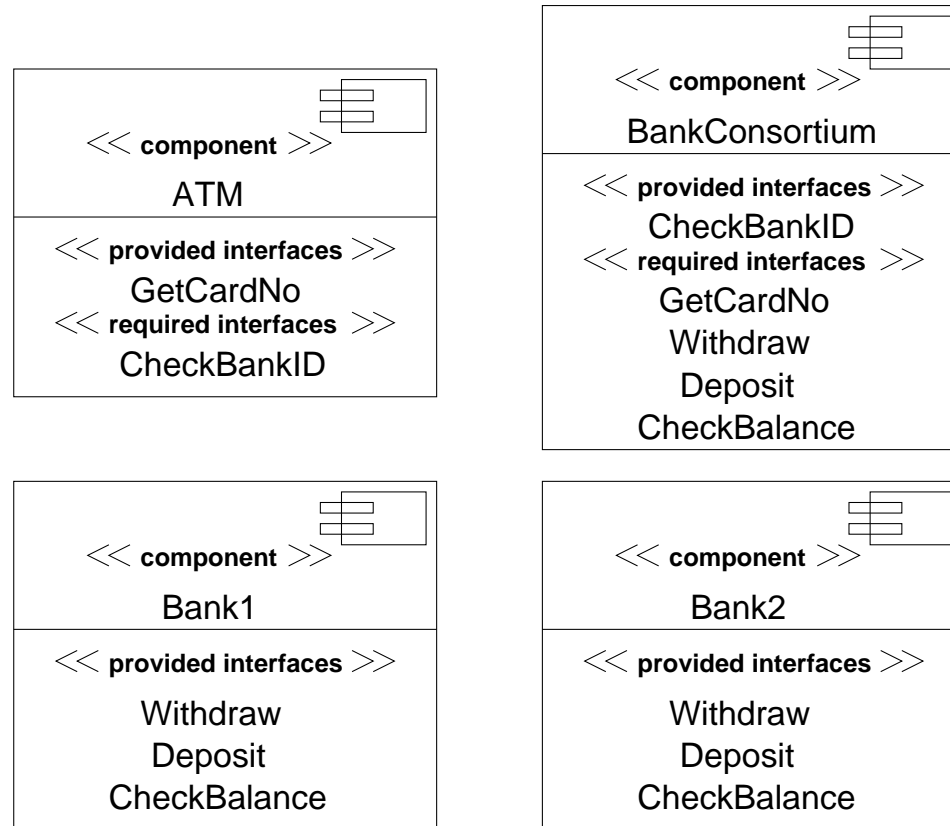 << component >>
ATM
<< provided interfaces >>
GetCardNo
<< required interfaces >>
CheckBankID
<< component >>
BankConsortium
<< provided interfaces >>
CheckBankID
<< required interfaces >>
GetCardNo
Withdraw
Deposit
CheckBalance
<< component >>
Bank1
<< provided interfaces >>
Withdraw
Deposit
CheckBalance
<< component >>
Bank2
<< provided interfaces >>
Withdraw
Deposit
CheckBalance